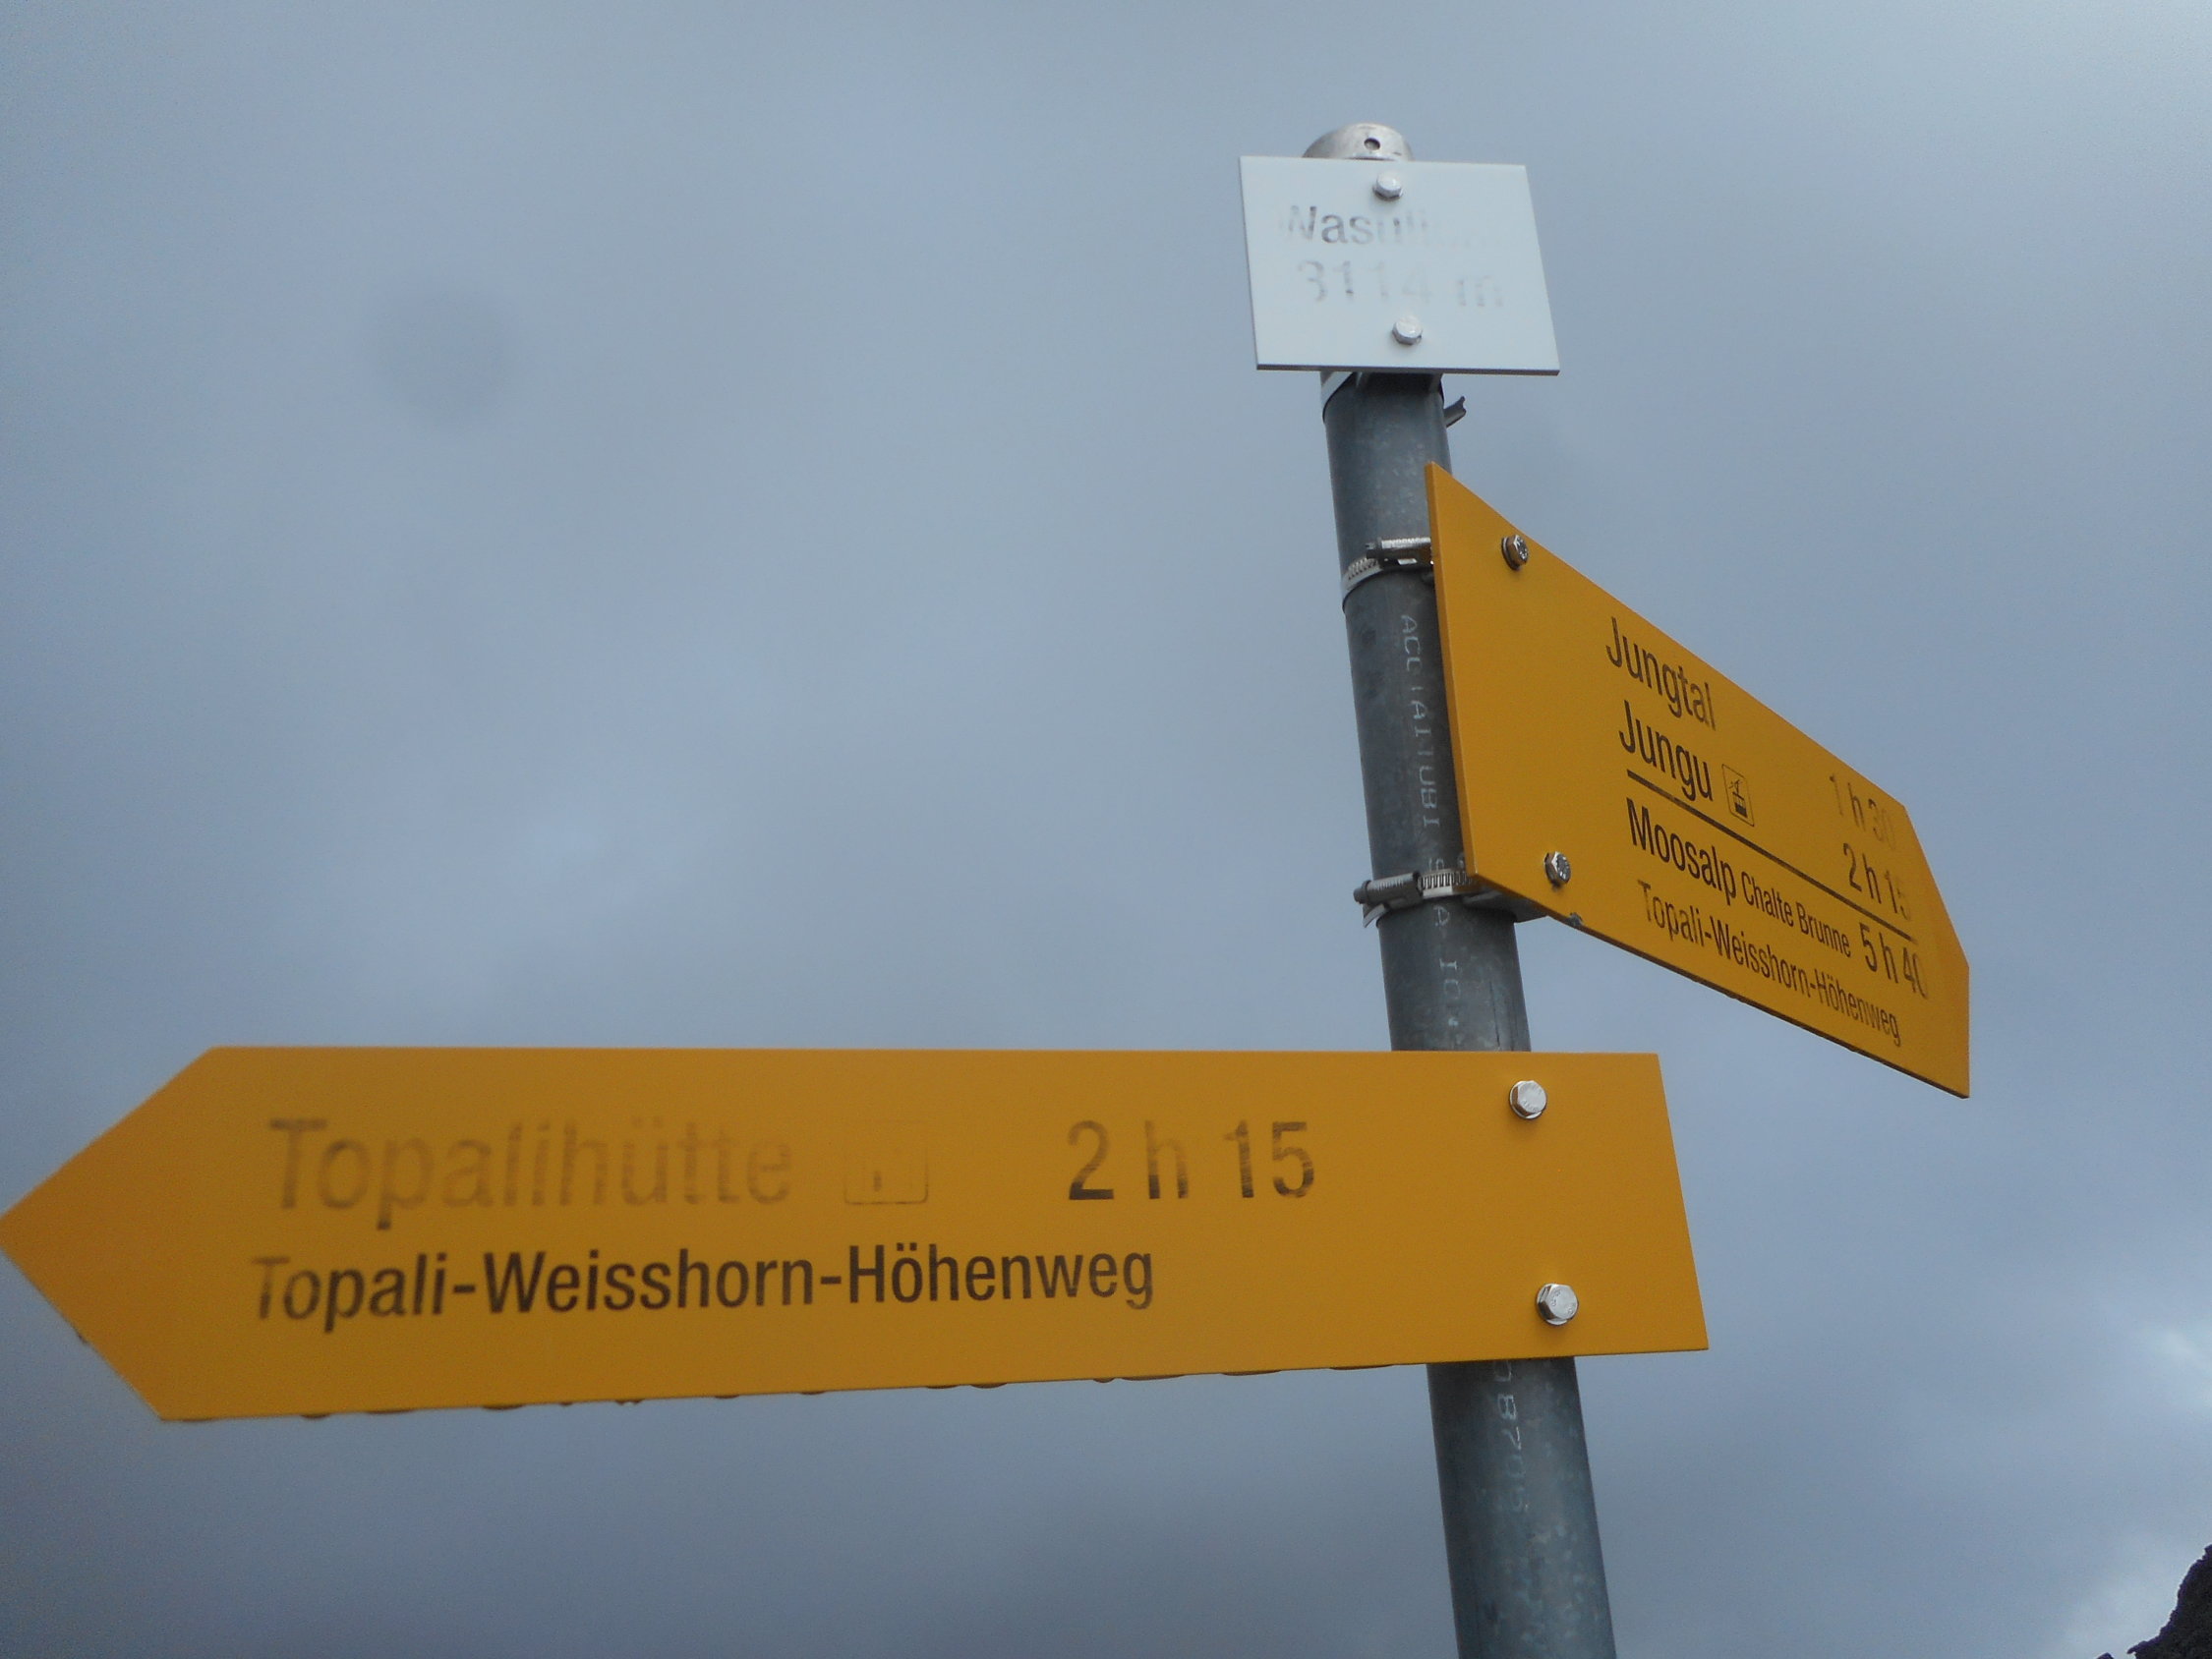 3114 m
Jungtal 1 h 30
Jungu 2 h 15
Moosalp Chalte Brunne 5 h 40
Topali-Weisshorn-Höhenweg
Topalihütte 2 h 15
Topali-Weisshorn-Höhenweg